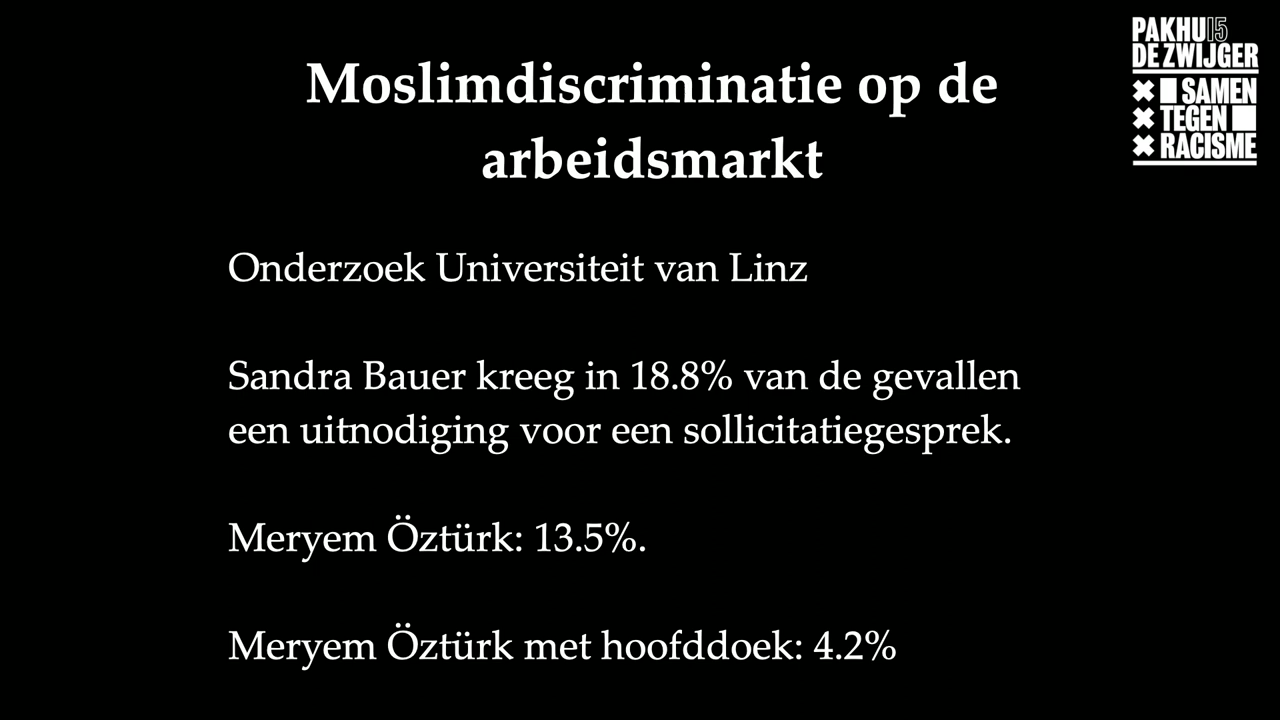 PAKHU15
DE ZWIJGER
SAMEN
TEGEN
RACISME
Moslimdiscriminatie op de
arbeidsmarkt
Onderzoek Universiteit van Linz
Sandra Bauer kreeg in 18.8% van de gevallen
een uitnodiging voor een sollicitatiegesprek.
Meryem Öztürk: 13.5%.
Meryem Öztürk met hoofddoek: 4.2%